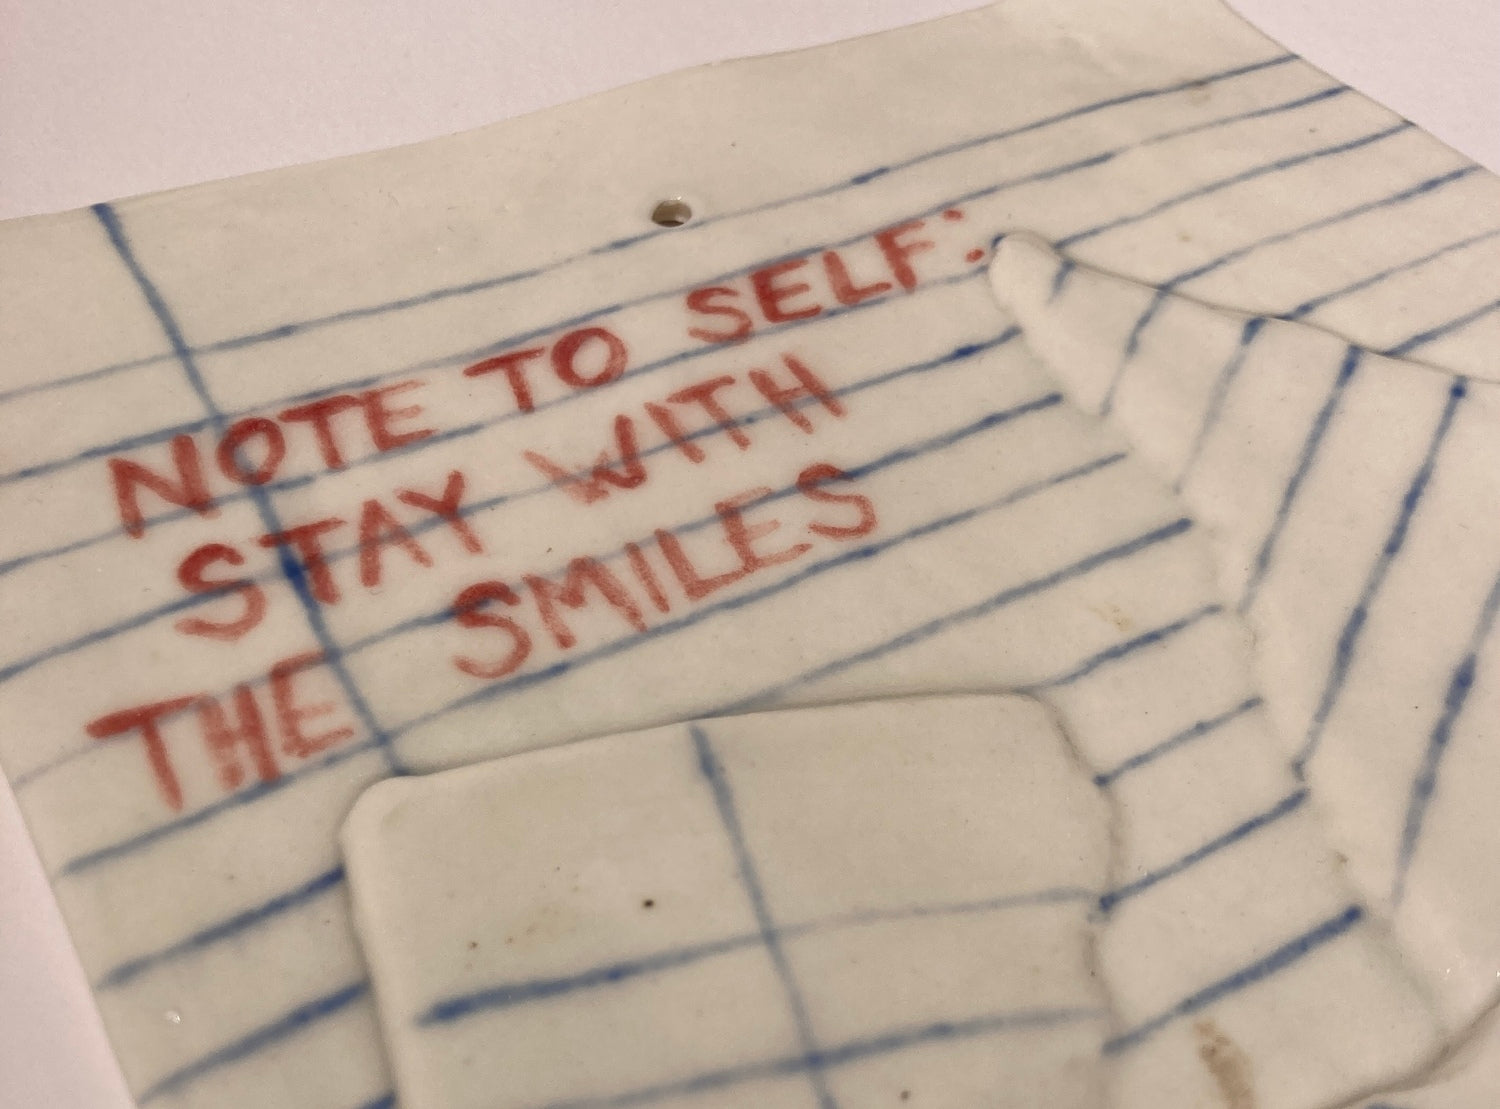 NOTE TO SELF:
STAY WITH
THE SMILES